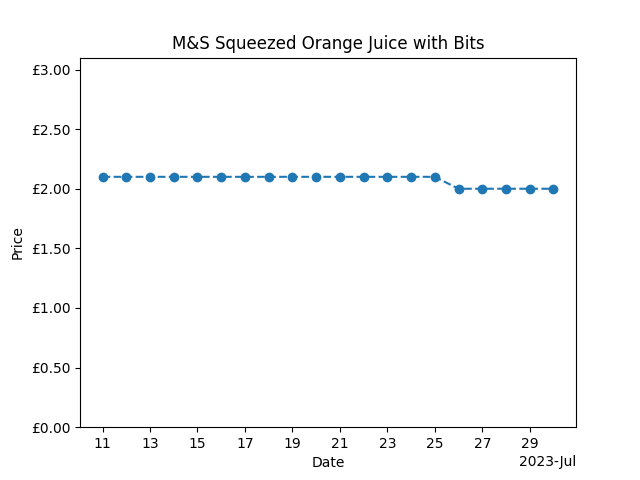 M&S Squeezed Orange Juice with Bits
£3.00
£2.50
£2.00
£1.50
£1.00
£0.50
£0.00
Price
11 13 15 17 19 21 23 25 27 29
Date
2023-Jul